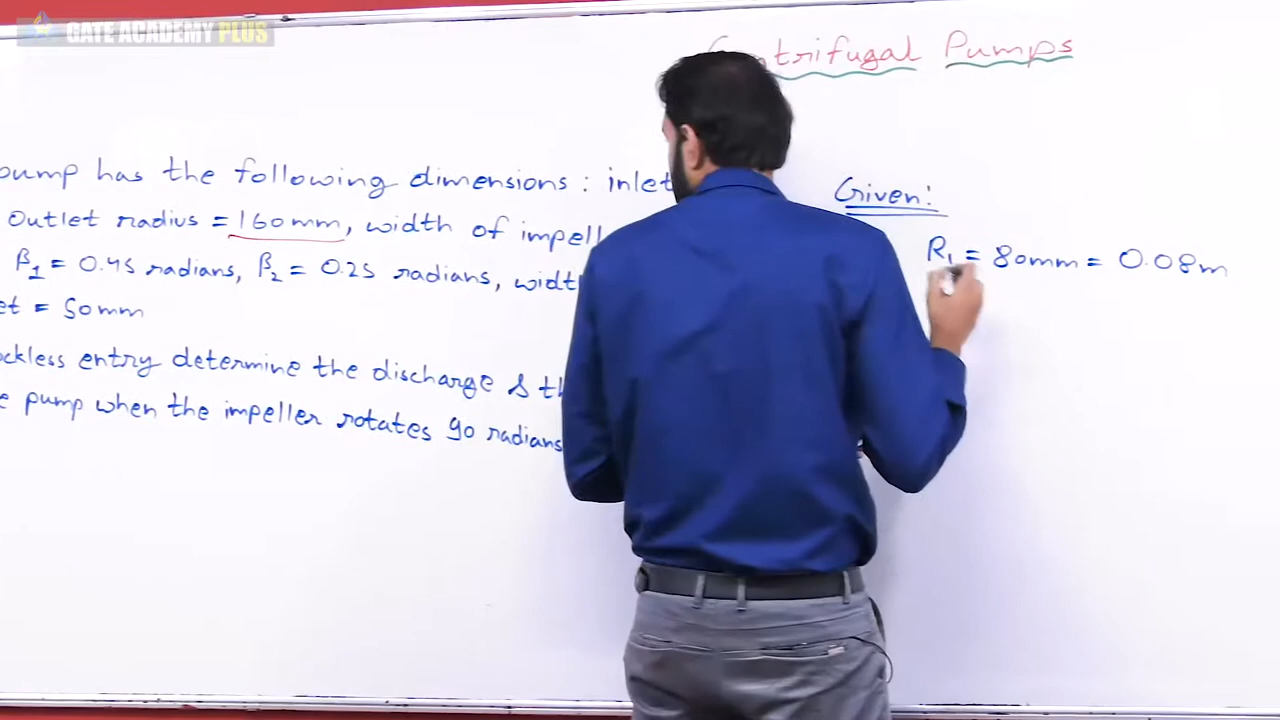 GATE ACADEMY PLUS
Pumps
pump has the following dimensions : inlet
Outlet radius = 160mm, width of impell
β1 = 0.45 radians, β2 = 0.25 radians, widt
et = 50mm
ockless entry determine the discharge & th
e pump when the impeller rotates 90 radians
Given:
R1 = 80mm = 0.08m